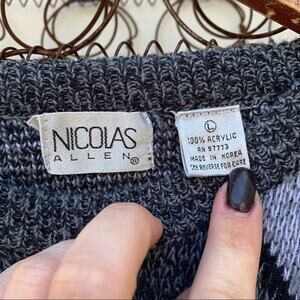 NICOLAS
ALLEN®
L
100% ACRYLIC
RN 57773
MADE IN KOREA
SEE REVERSE FOR CARE